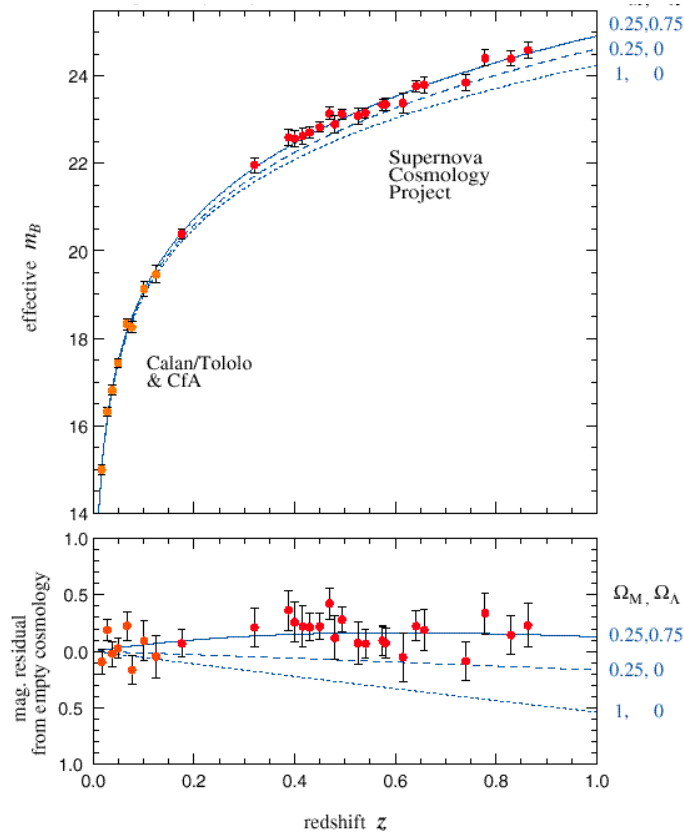 0.25,0.75
0.25, 0
1, 0
24
22
20
18
16
14
effective mB
Supernova
Cosmology
Project
Calan/Tololo
& CfA
1.0
0.5
0.0
0.5
1.0
mag. residual
from empty cosmology
ΩM , ΩΛ
0.25,0.75
0.25, 0
1, 0
0.0 0.2 0.4 0.6 0.8 1.0
redshift z